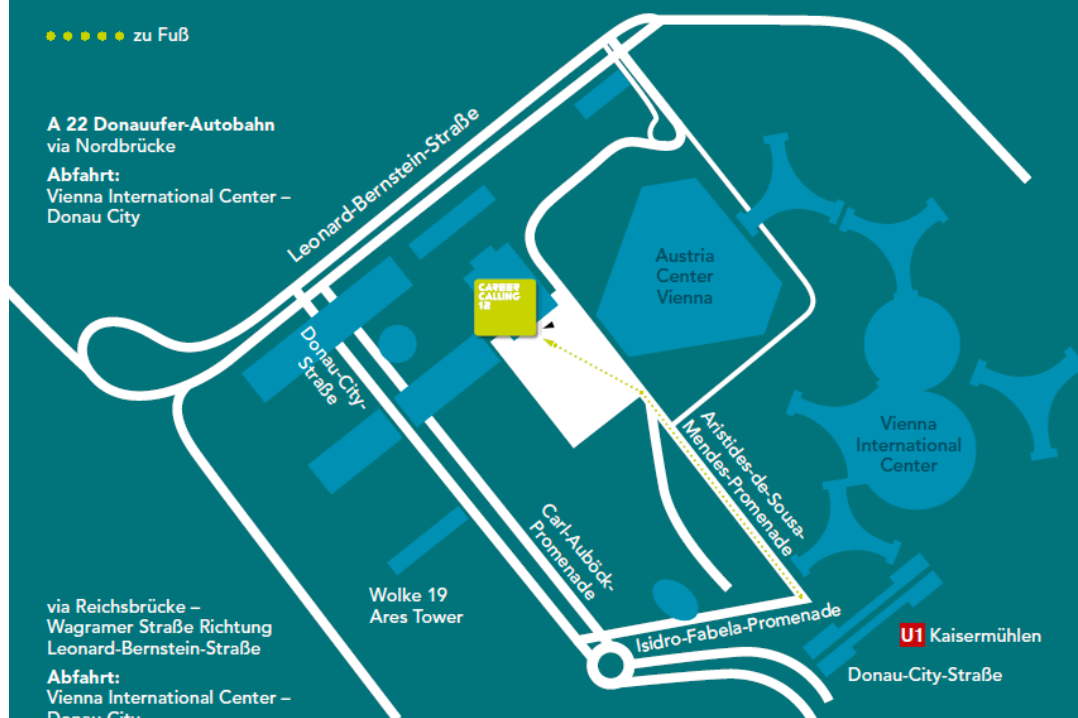 zu Fuß
A 22 Donauufer-Autobahn
via Nordbrücke
Abfahrt:
Vienna International Center –
Donau City
Leonard-Bernstein-Straße
Austria
Center
Vienna
CAREER
CALLING
12
Donau-City-
Straße
Aristides-de-Sousa-
Mendes-Promenade
Vienna
International
Center
Carl-Auböck-
Promenade
Wolke 19
Ares Tower
Isidro-Fabela-Promenade
U1 Kaisermühlen
Donau-City-Straße
via Reichsbrücke –
Wagramer Straße Richtung
Leonard-Bernstein-Straße
Abfahrt:
Vienna International Center –
Donau City